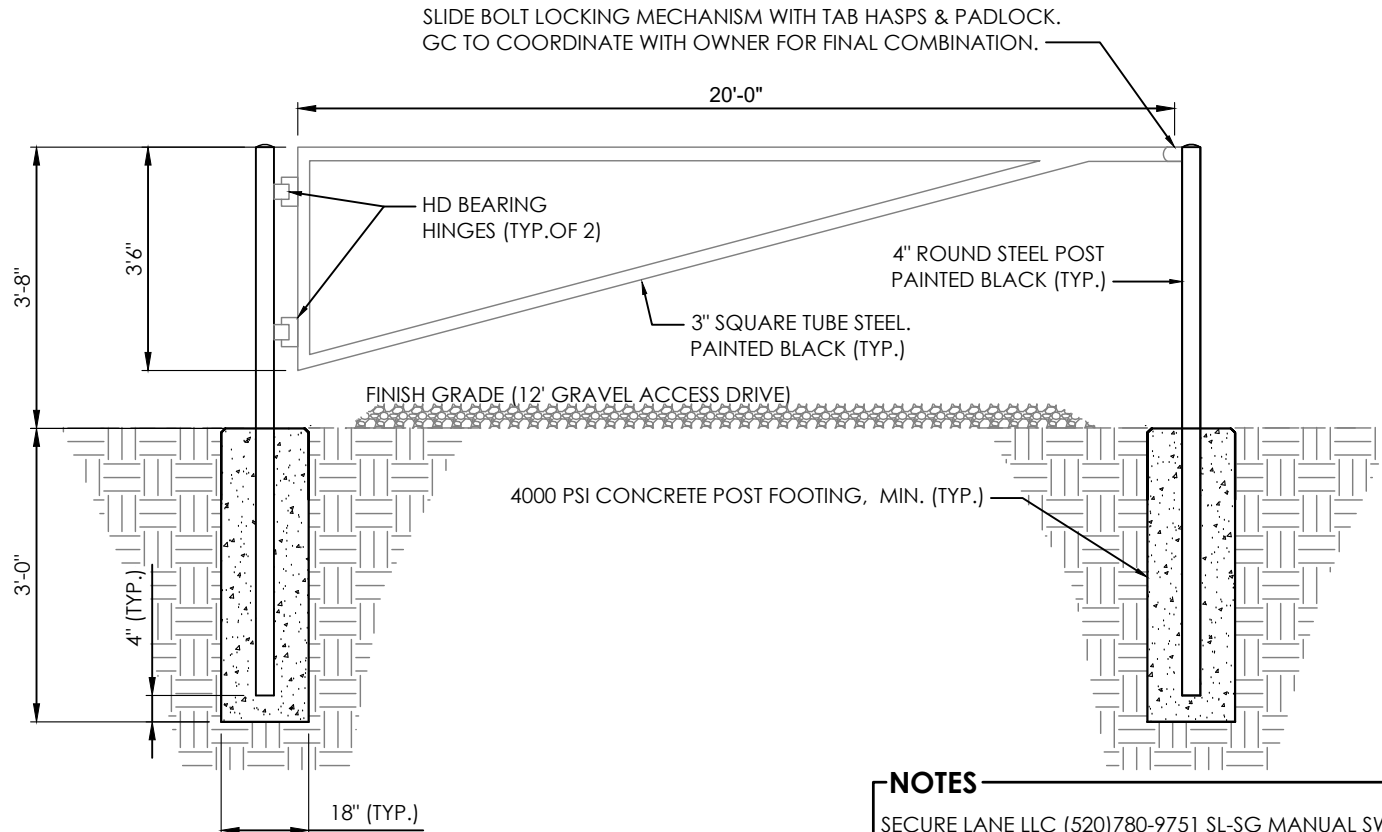 SLIDE BOLT LOCKING MECHANISM WITH TAB HASPS & PADLOCK.
GC TO COORDINATE WITH OWNER FOR FINAL COMBINATION.
20'-0"
3'-8"
3'6"
HD BEARING
HINGES (TYP.OF 2)
4" ROUND STEEL POST
PAINTED BLACK (TYP.)
3" SQUARE TUBE STEEL.
PAINTED BLACK (TYP.)
FINISH GRADE (12' GRAVEL ACCESS DRIVE)
3'-0"
4" (TYP.)
4000 PSI CONCRETE POST FOOTING, MIN. (TYP.)
18" (TYP.)
NOTES
SECURE LANE LLC (520)780-9751 SL-SG MANUAL